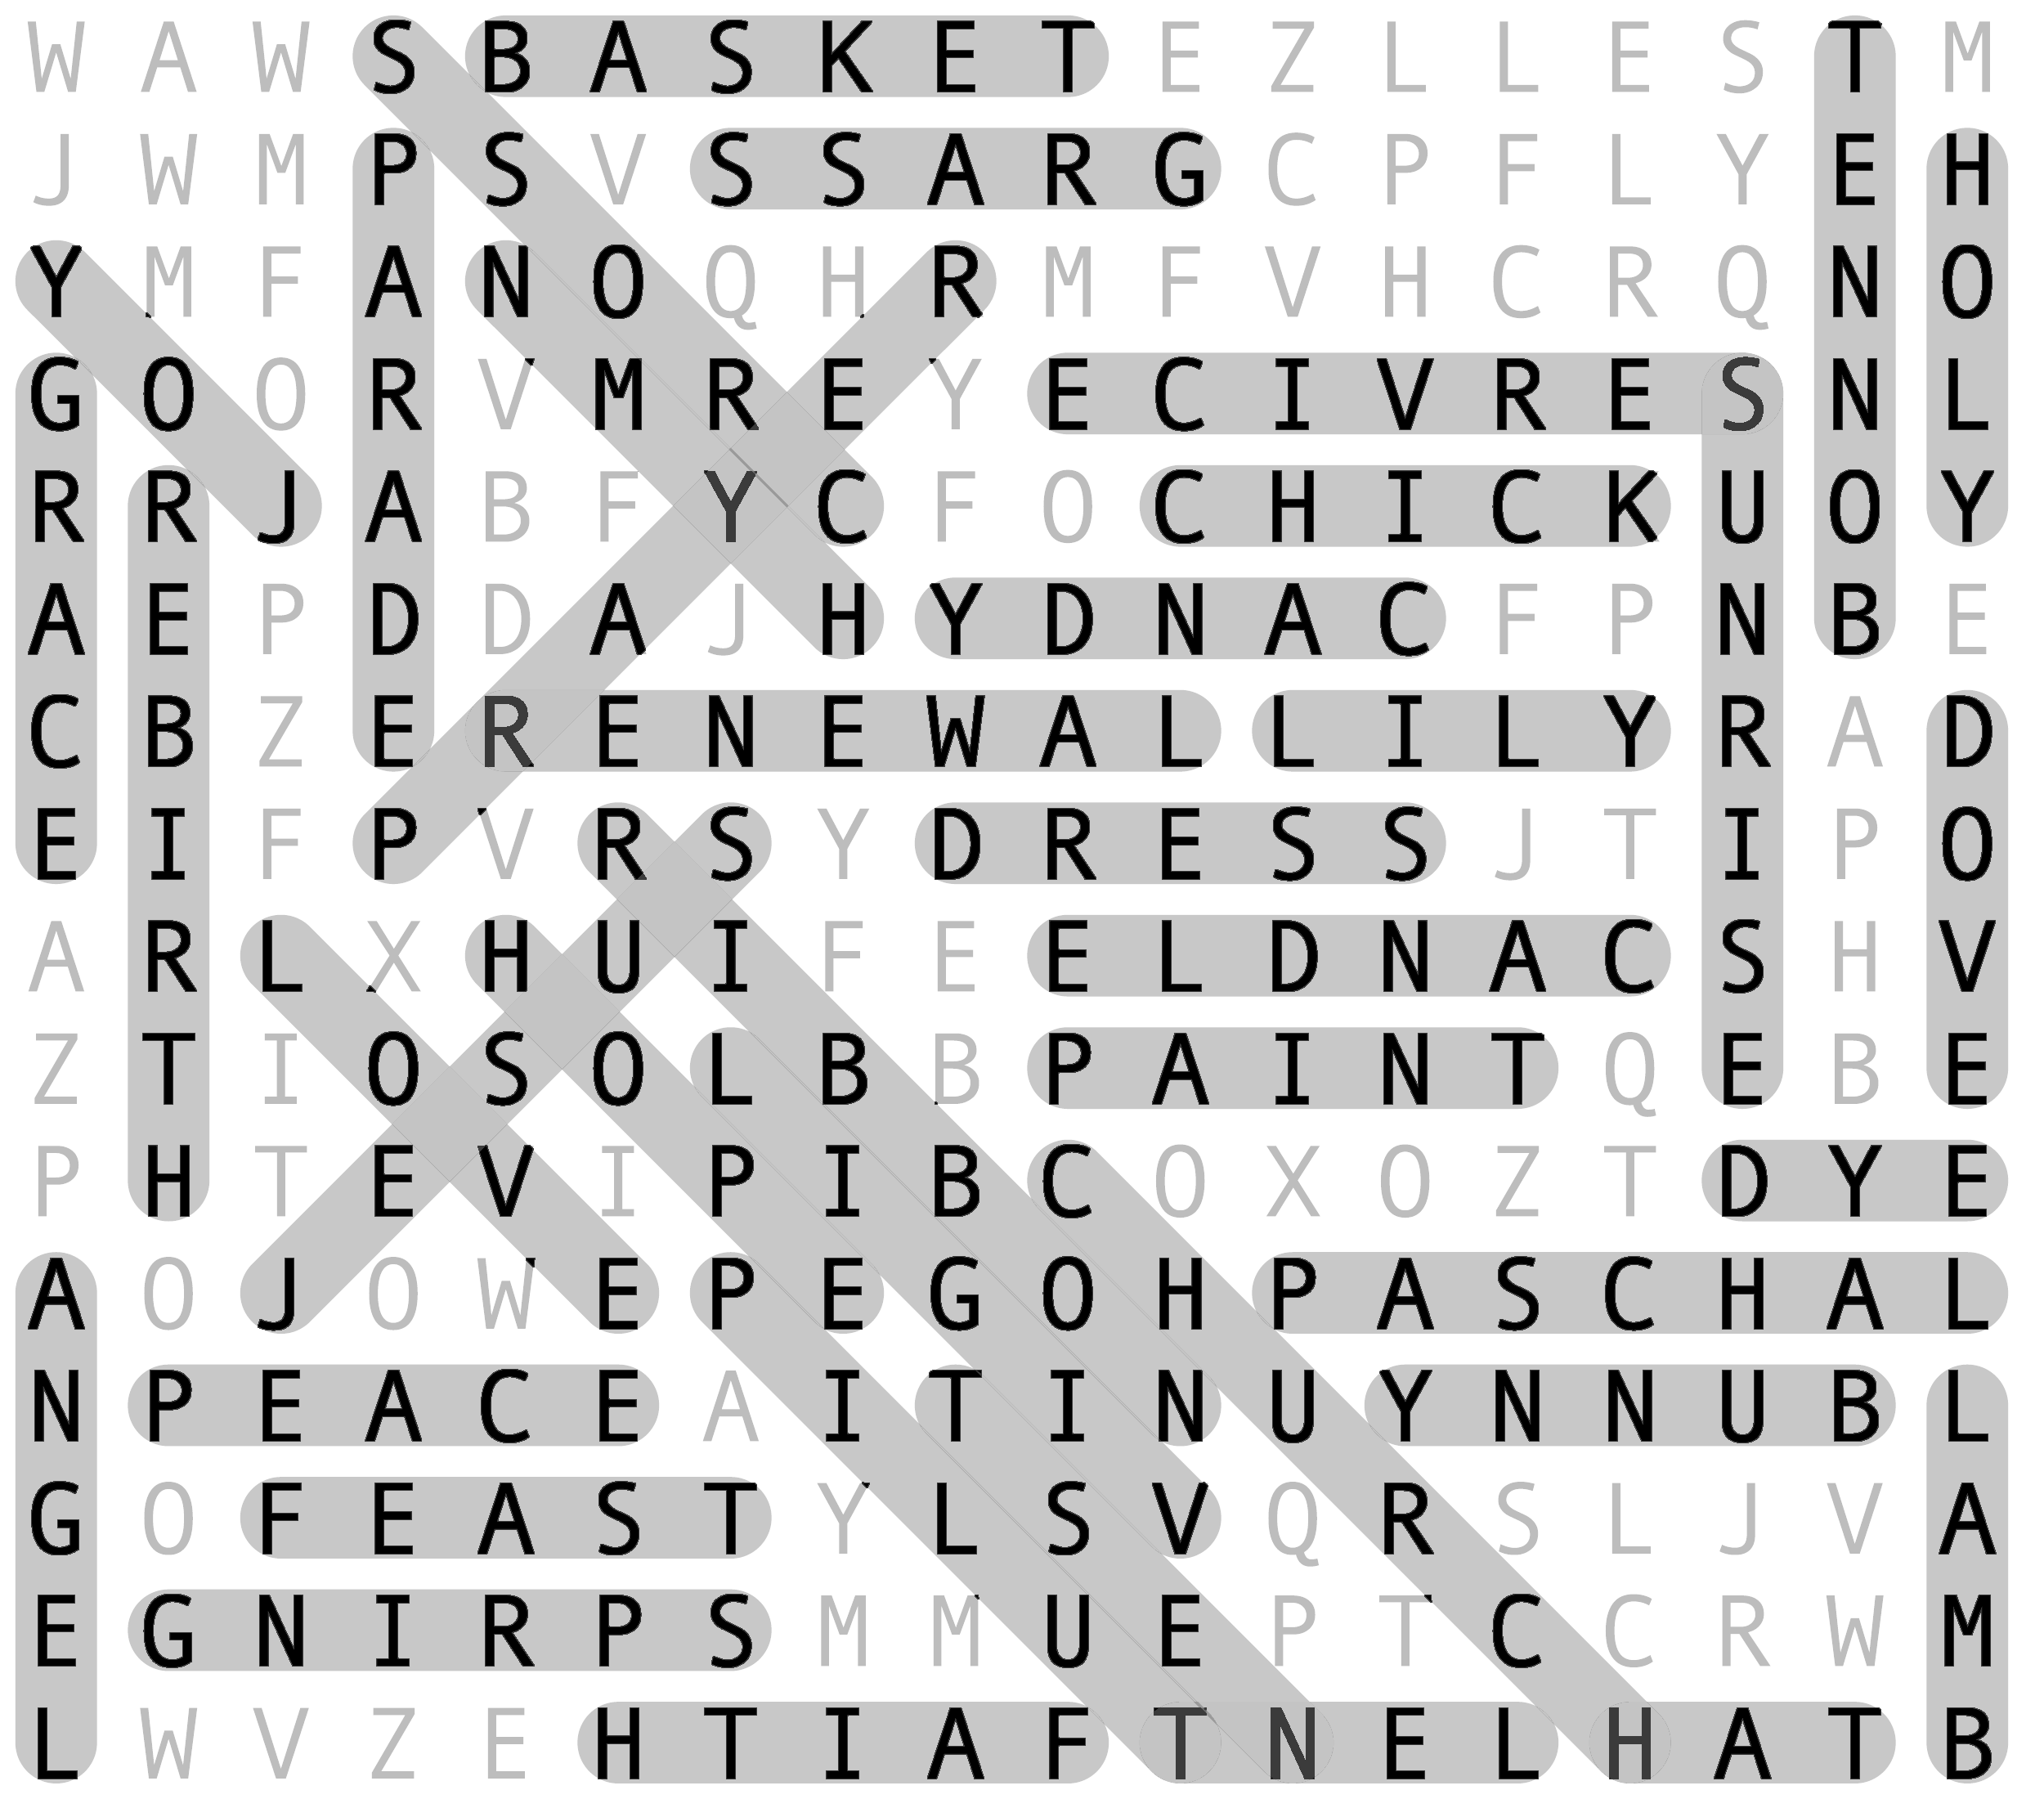 W A W S B A S K E T E Z L L E S T M
J W M P S V S S A R G C P F L Y E H
Y M F A N O Q H R M F V H C R Q N O
G O O R V M R E Y E C I V R E S N L
R R J A B F Y C F O C H I C K U O Y
A E P D D A J H Y D N A C F P N B E
C B Z E R E N E W A L L I L Y R A D
E I F P V R S Y D R E S S J T I P O
A R L X H U I F E E L D N A C S H V
Z T I O S O L B B P A I N T Q E B E
P H T E V I P I B C O X O Z T D Y E
A O J O W E P E G O H P A S C H A L
N P E A C E A I T I N U Y N N U B L
G O F E A S T Y L S V Q R S L J V A
E G N I R P S M M U E P T C C R W M
L W V Z E H T I A F T N E L H A T B